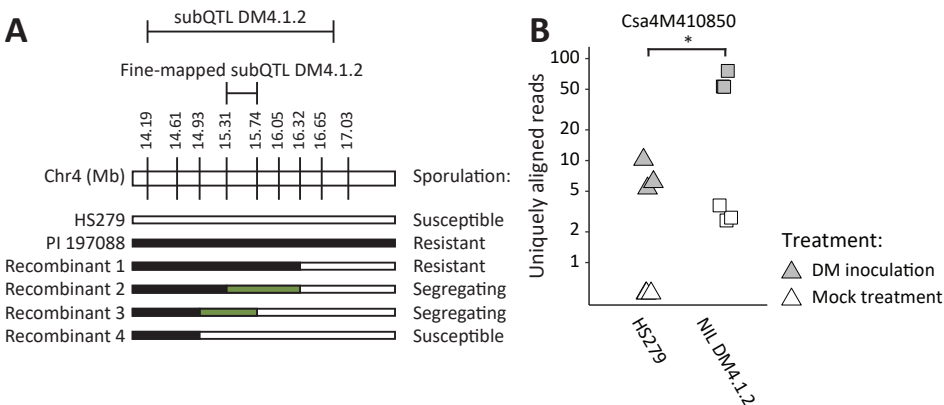 A
subQTL DM4.1.2
Fine-mapped subQTL DM4.1.2
14.19
14.61
14.93
15.31
15.74
16.05
16.32
16.65
17.03
Chr4 (Mb)
Sporulation:
HS279
Susceptible
PI 197088
Resistant
Recombinant 1
Resistant
Recombinant 2
Segregating
Recombinant 3
Segregating
Recombinant 4
Susceptible
B
Csa4M410850
*
Uniquely aligned reads
100
50
20
10
5
2
1
HS279
NIL DM4.1.2
Treatment:
DM inoculation
Mock treatment